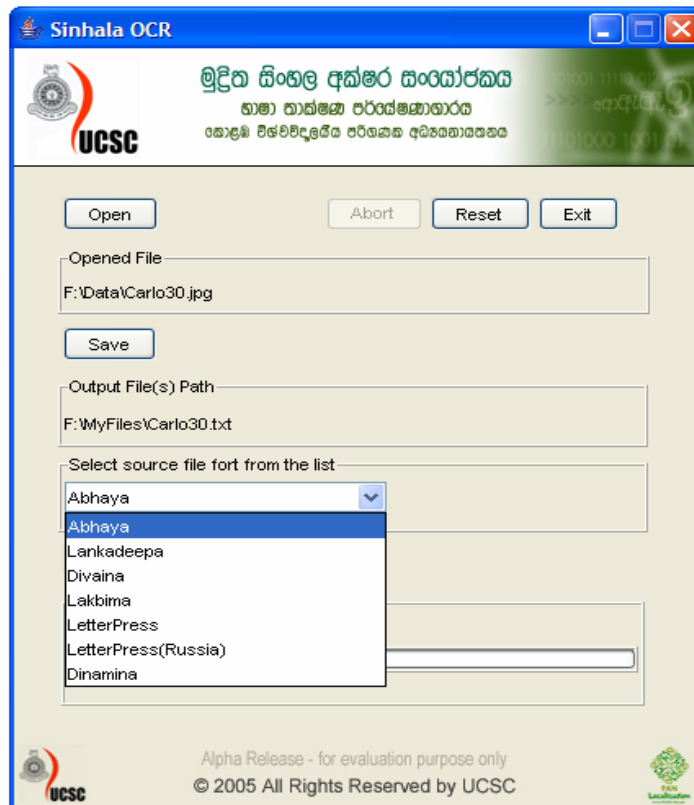 Sinhala OCR
UCSC
මුද්‍රිත සිංහල අක්ෂර සංයෝජකය
භාෂා තාක්ෂණ පර්යේෂණාගාරය
කොළඹ විශ්වවිද්‍යලයීය පරිගණක අධ්‍යයනායතනය
Open
Abort
Reset
Exit
Opened File
F:\Data\Carlo30.jpg
Save
Output File(s) Path
F:\MyFiles\Carlo30.txt
Select source file fort from the list
Abhaya
Abhaya
Lankadeepa
Divaina
Lakbima
LetterPress
LetterPress(Russia)
Dinamina
UCSC
Alpha Release - for evaluation purpose only
© 2005 All Rights Reserved by UCSC
PAN
Localization